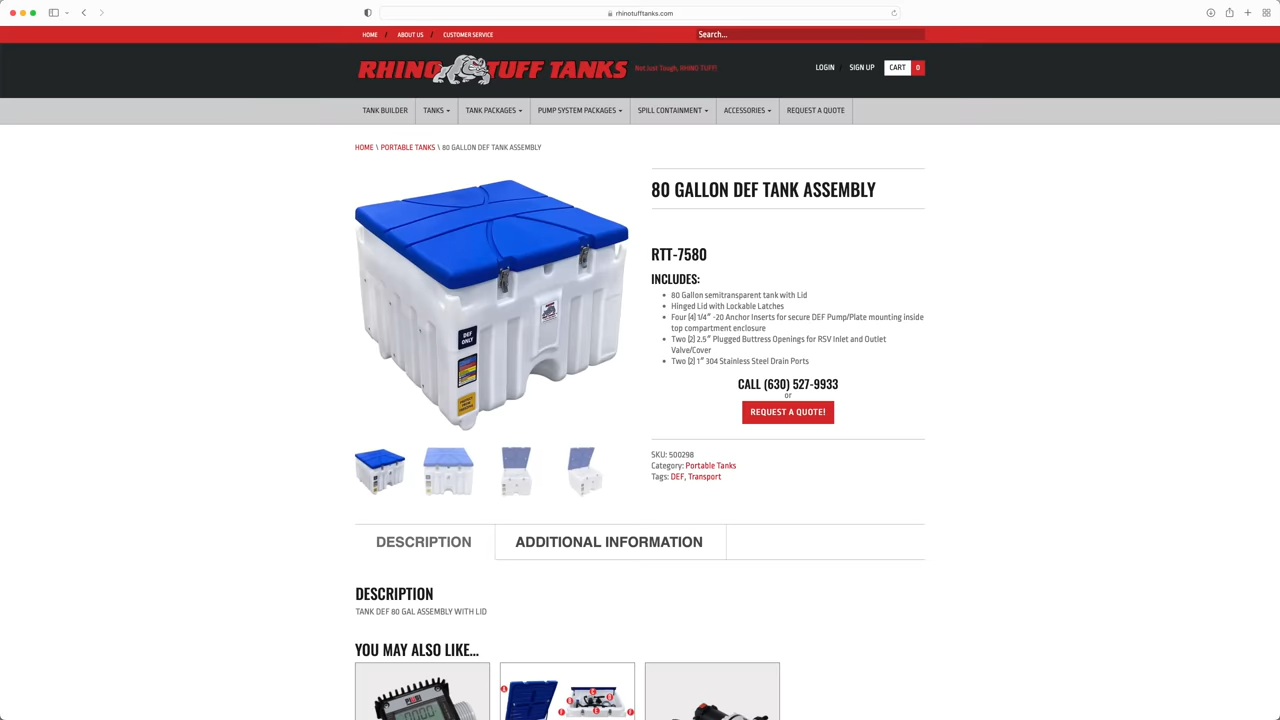 rhinotufftanks.com
HOME / ABOUT US / CUSTOMER SERVICE
Search...
RHINO TUFF TANKS
Not Just Tough, RHINO TUFF!
LOGIN / SIGN UP
CART 0
TANK BUILDER
TANKS
TANK PACKAGES
PUMP SYSTEM PACKAGES
SPILL CONTAINMENT
ACCESSORIES
REQUEST A QUOTE
HOME \ PORTABLE TANKS \ 80 GALLON DEF TANK ASSEMBLY
DEF
ONLY
80 GALLON DEF TANK ASSEMBLY
RTT-7580
INCLUDES:
80 Gallon semitransparent tank with Lid
Hinged Lid with Lockable Latches
Four [4] 1/4″ -20 Anchor Inserts for secure DEF Pump/Plate mounting inside
top compartment enclosure
Two [2] 2.5″ Plugged Buttress Openings for RSV Inlet and Outlet
Valve/Cover
Two [2] 1″ 304 Stainless Steel Drain Ports
CALL (630) 527-9933
or
REQUEST A QUOTE!
SKU: 500298
Category: Portable Tanks
Tags: DEF, Transport
DESCRIPTION
ADDITIONAL INFORMATION
DESCRIPTION
TANK DEF 80 GAL ASSEMBLY WITH LID
YOU MAY ALSO LIKE…